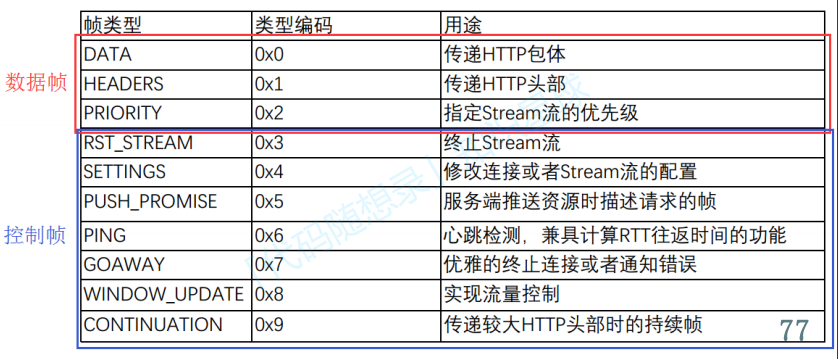 帧类型 类型编码 用途
数据帧
DATA 0x0 传递HTTP包体
HEADERS 0x1 传递HTTP头部
PRIORITY 0x2 指定Stream流的优先级
控制帧
RST_STREAM 0x3 终止Stream流
SETTINGS 0x4 修改连接或者Stream流的配置
PUSH_PROMISE 0x5 服务端推送资源时描述请求的帧
PING 0x6 心跳检测，兼具计算RTT往返时间的功能
GOAWAY 0x7 优雅的终止连接或者通知错误
WINDOW_UPDATE 0x8 实现流量控制
CONTINUATION 0x9 传递较大HTTP头部时的持续帧
77
代码随想录